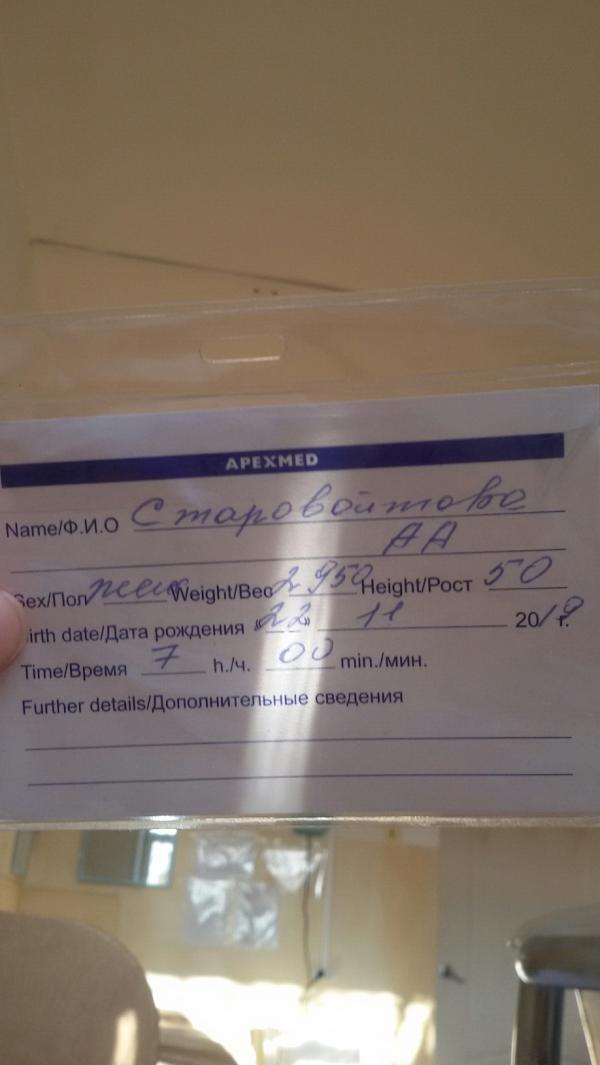 APEXMED
Name/Ф.И.О Старовойтова
АА
Sex/Пол жен Weight/Вес 2950 Height/Рост 50
Birth date/Дата рождения «22» 11 20 г.
Time/Время 7 h./ч. 00 min./мин.
Further details/Дополнительные сведения